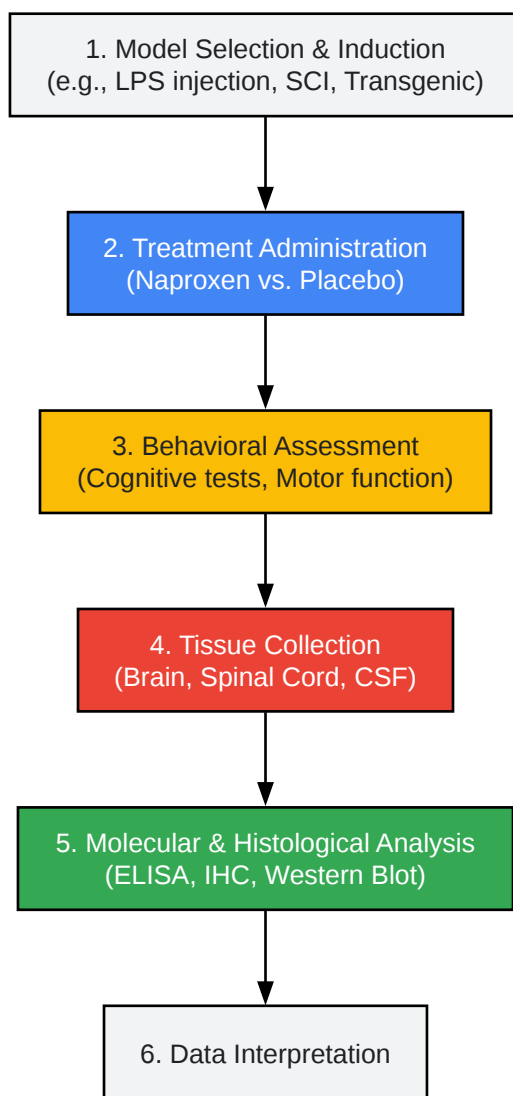 1. Model Selection & Induction
(e.g., LPS injection, SCI, Transgenic)
2. Treatment Administration
(Naproxen vs. Placebo)
3. Behavioral Assessment
(Cognitive tests, Motor function)
4. Tissue Collection
(Brain, Spinal Cord, CSF)
5. Molecular & Histological Analysis
(ELISA, IHC, Western Blot)
6. Data Interpretation